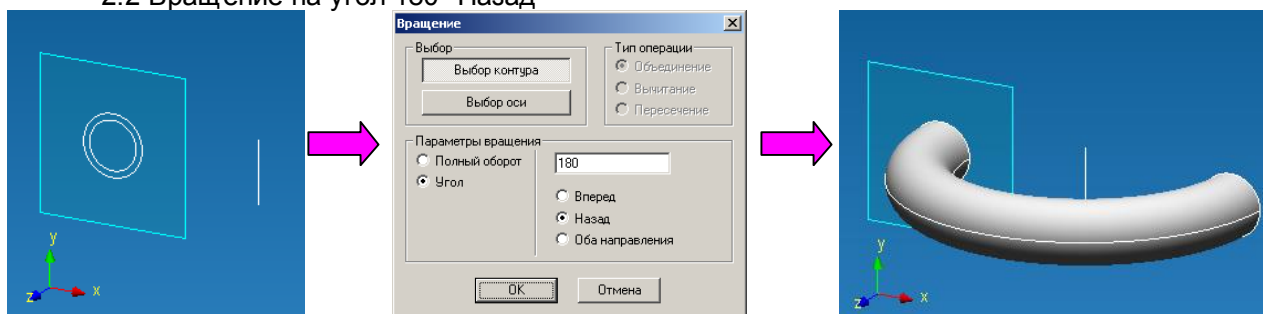 2.2 Вращение на угол 180° Назад
Вращение
Выбор
Выбор контура
Выбор оси
Тип операции
Объединение
Вычитание
Пересечение
Параметры вращения
Полный оборот
Угол
180
Вперед
Назад
Оба направления
OK
Отмена
y
z
x
y
z
x